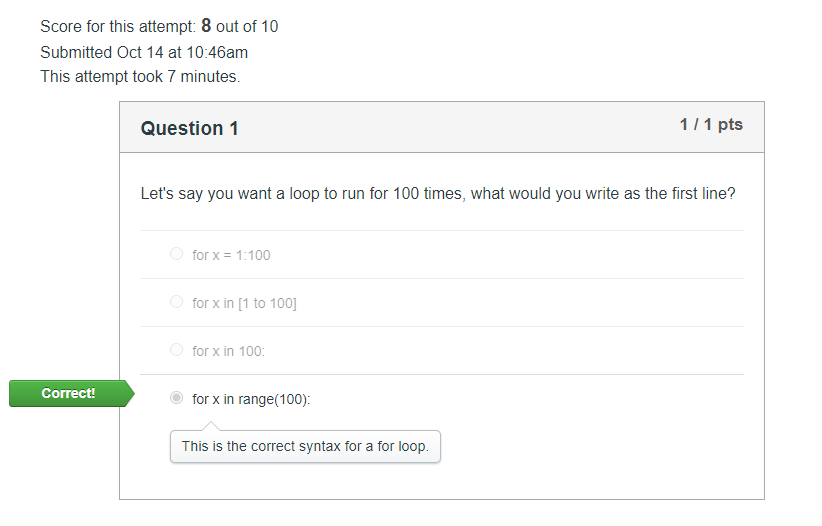 Score for this attempt: 8 out of 10
Submitted Oct 14 at 10:46am
This attempt took 7 minutes.
Question 1
1 / 1 pts
Let's say you want a loop to run for 100 times, what would you write as the first line?
for x = 1:100
for x in [1 to 100]
for x in 100:
Correct!
for x in range(100):
This is the correct syntax for a for loop.